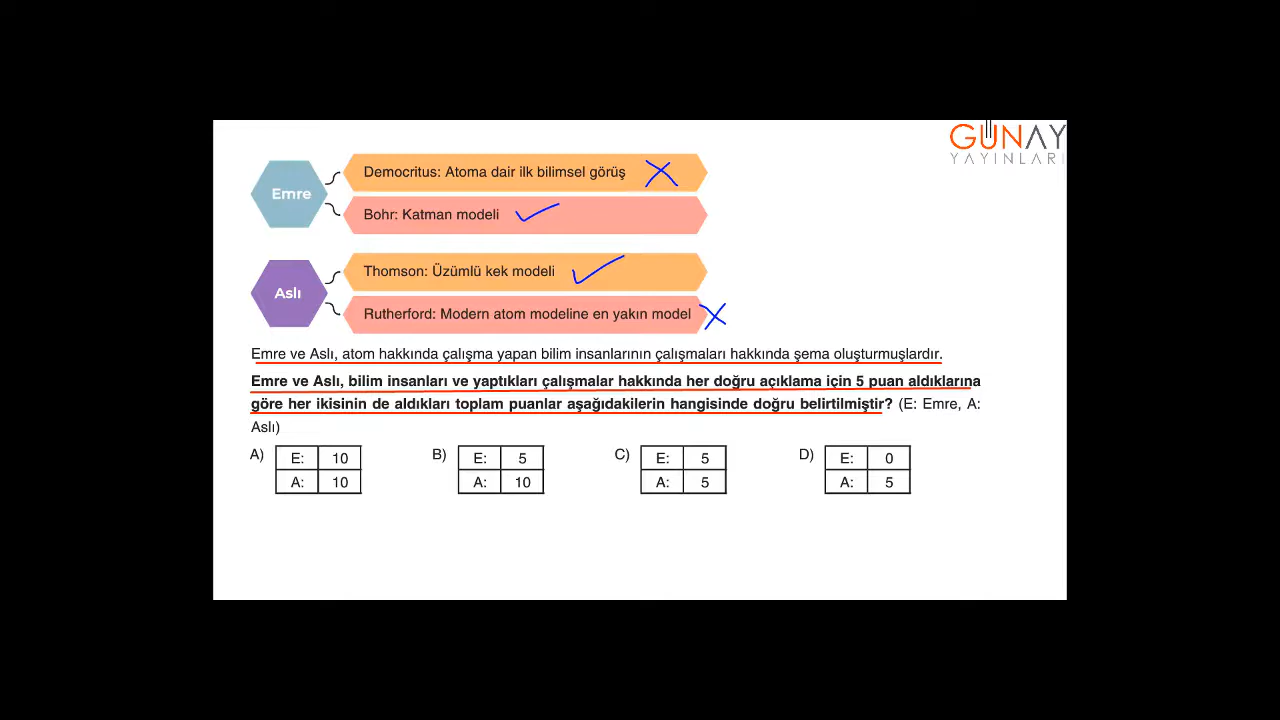 GÜNAY
YAYINLARI
Emre
Democritus: Atoma dair ilk bilimsel görüş
Bohr: Katman modeli
Aslı
Thomson: Üzümlü kek modeli
Rutherford: Modern atom modeline en yakın model
Emre ve Aslı, atom hakkında çalışma yapan bilim insanlarının çalışmaları hakkında şema oluşturmuşlardır.
Emre ve Aslı, bilim insanları ve yaptıkları çalışmalar hakkında her doğru açıklama için 5 puan aldıklarına
göre her ikisinin de aldıkları toplam puanlar aşağıdakilerin hangisinde doğru belirtilmiştir? (E: Emre, A:
Aslı)
A) E: 10 B) E: 5 C) E: 5 D) E: 0
A: 10 A: 10 A: 5 A: 5